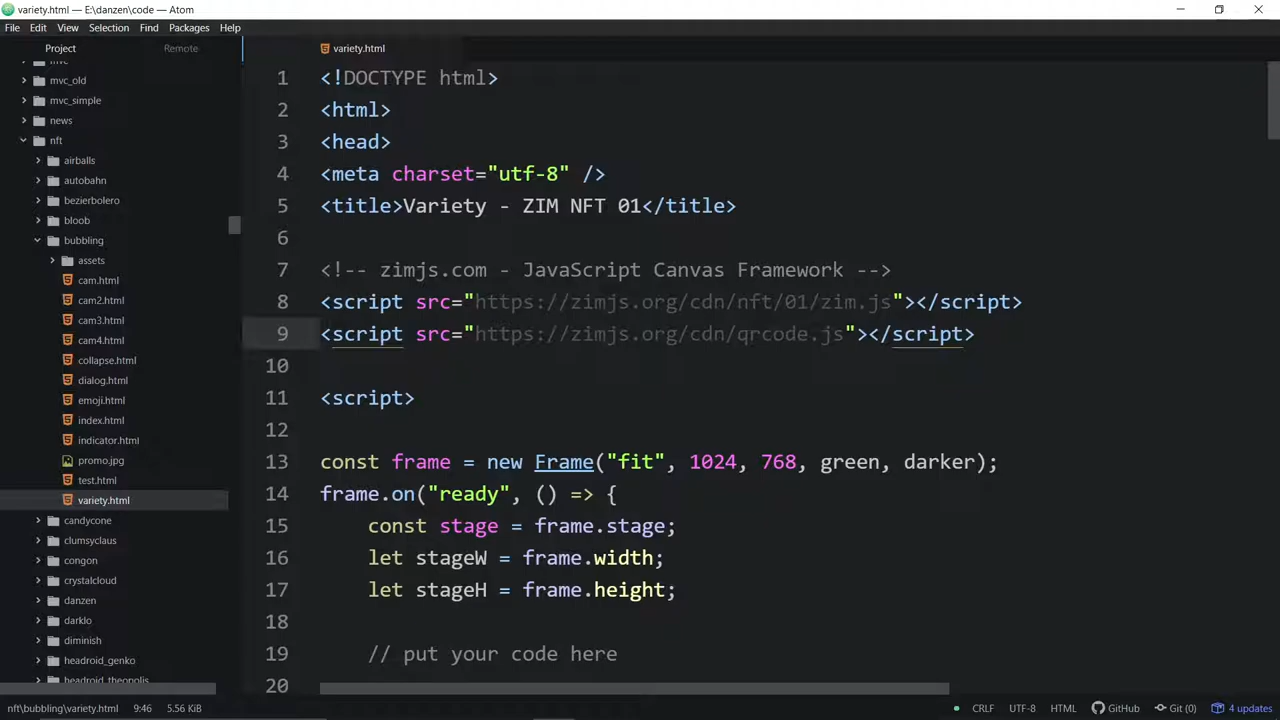 variety.html — E:\danzen\code — Atom
File Edit View Selection Find Packages Help
Project Remote
mvc_old
mvc_simple
news
nft
airballs
autobahn
bezierbolero
bloob
bubbling
assets
cam.html
cam2.html
cam3.html
cam4.html
collapse.html
dialog.html
emoji.html
index.html
indicator.html
promo.jpg
test.html
variety.html
candycone
clumsyclaus
congon
crystalcloud
danzen
darklo
diminish
headroid_genko
headroid_theopolis
variety.html
1 <!DOCTYPE html>
2 <html>
3 <head>
4 <meta charset="utf-8" />
5 <title>Variety - ZIM NFT 01</title>
6
7 <!-- zimjs.com - JavaScript Canvas Framework -->
8 <script src="https://zimjs.org/cdn/nft/01/zim.js"></script>
9 <script src="https://zimjs.org/cdn/qrcode.js"></script>
10
11 <script>
12
13 const frame = new Frame("fit", 1024, 768, green, darker);
14 frame.on("ready", () => {
15 const stage = frame.stage;
16 let stageW = frame.width;
17 let stageH = frame.height;
18
19 // put your code here
20
nft\bubbling\variety.html 9:46 5.56 KiB CRLF UTF-8 HTML GitHub Git (0) 4 updates